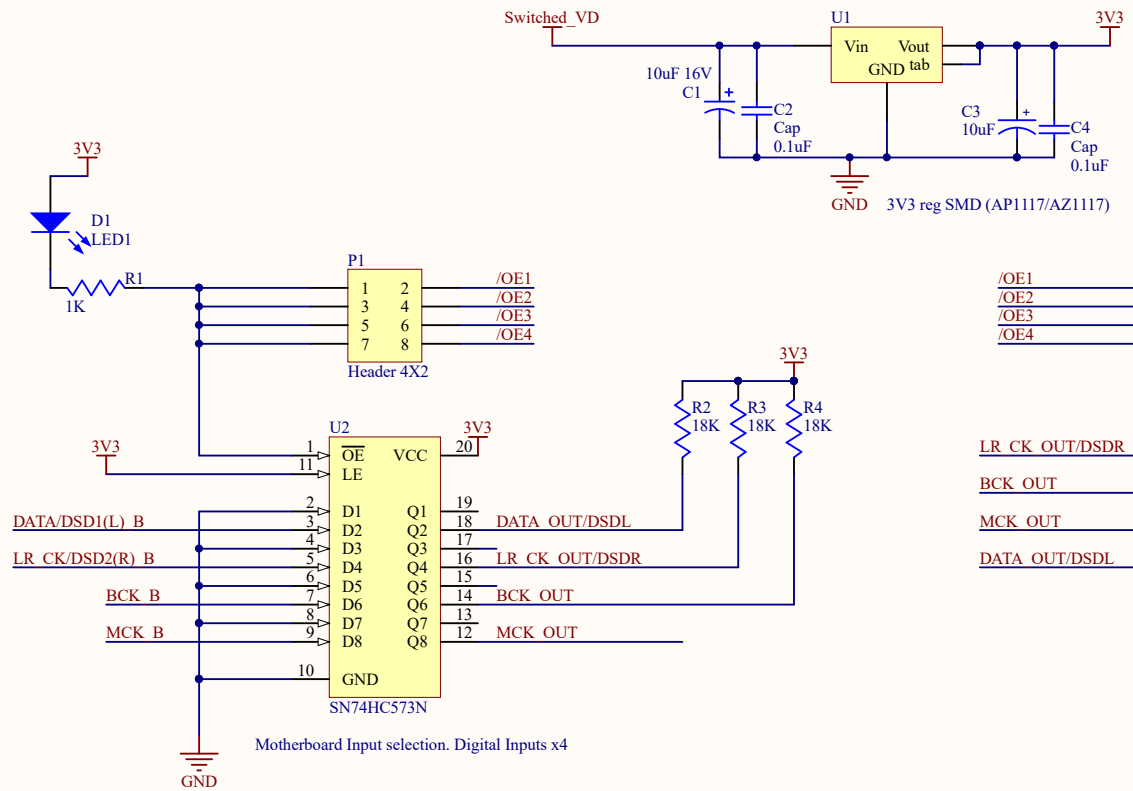 Switched_VD
U1
3V3
Vin
Vout
tab
GND
10uF 16V
C1
C2
Cap
0.1uF
C3
10uF
C4
Cap
0.1uF
GND
3V3 reg SMD (AP1117/AZ1117)
3V3
D1
LED1
R1
1K
P1
1 2
3 4
5 6
7 8
/OE1
/OE2
/OE3
/OE4
Header 4X2
/OE1
/OE2
/OE3
/OE4
3V3
R2
18K
R3
18K
R4
18K
U2
3V3
3V3
1 OE VCC 20
11 LE
2 D1 Q1 19
DATA/DSD1(L)_B 3 D2 Q2 18 DATA_OUT/DSDL
4 D3 Q3 17
LR_CK/DSD2(R)_B 5 D4 Q4 16 LR_CK_OUT/DSDR
6 D5 Q5 15
BCK_B 7 D6 Q6 14 BCK_OUT
8 D7 Q7 13
MCK_B 9 D8 Q8 12 MCK_OUT
10 GND
SN74HC573N
LR_CK_OUT/DSDR
BCK_OUT
MCK_OUT
DATA_OUT/DSDL
Motherboard Input selection. Digital Inputs x4
GND